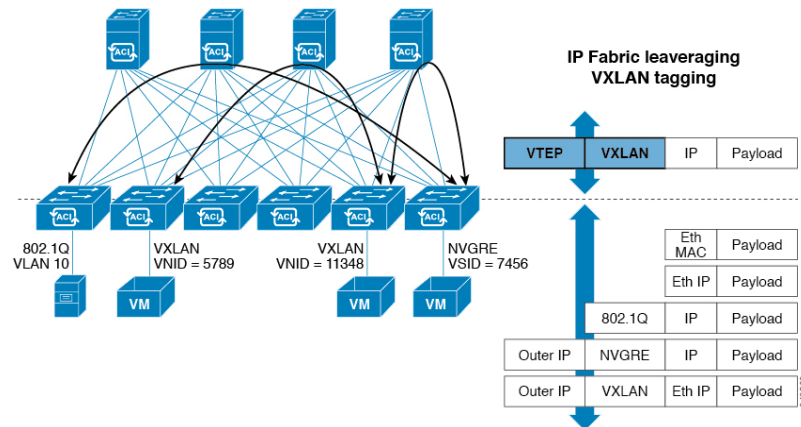 ACI
ACI
ACI
ACI
IP Fabric leaveraging
VXLAN tagging
VTEP VXLAN IP Payload
ACI
ACI
ACI
ACI
ACI
ACI
802.1Q
VLAN 10
VXLAN
VNID = 5789
VXLAN
VNID = 11348
NVGRE
VSID = 7456
VM
VM
VM
Eth
MAC
Payload
Eth IP Payload
802.1Q IP Payload
Outer IP NVGRE IP Payload
Outer IP VXLAN Eth IP Payload